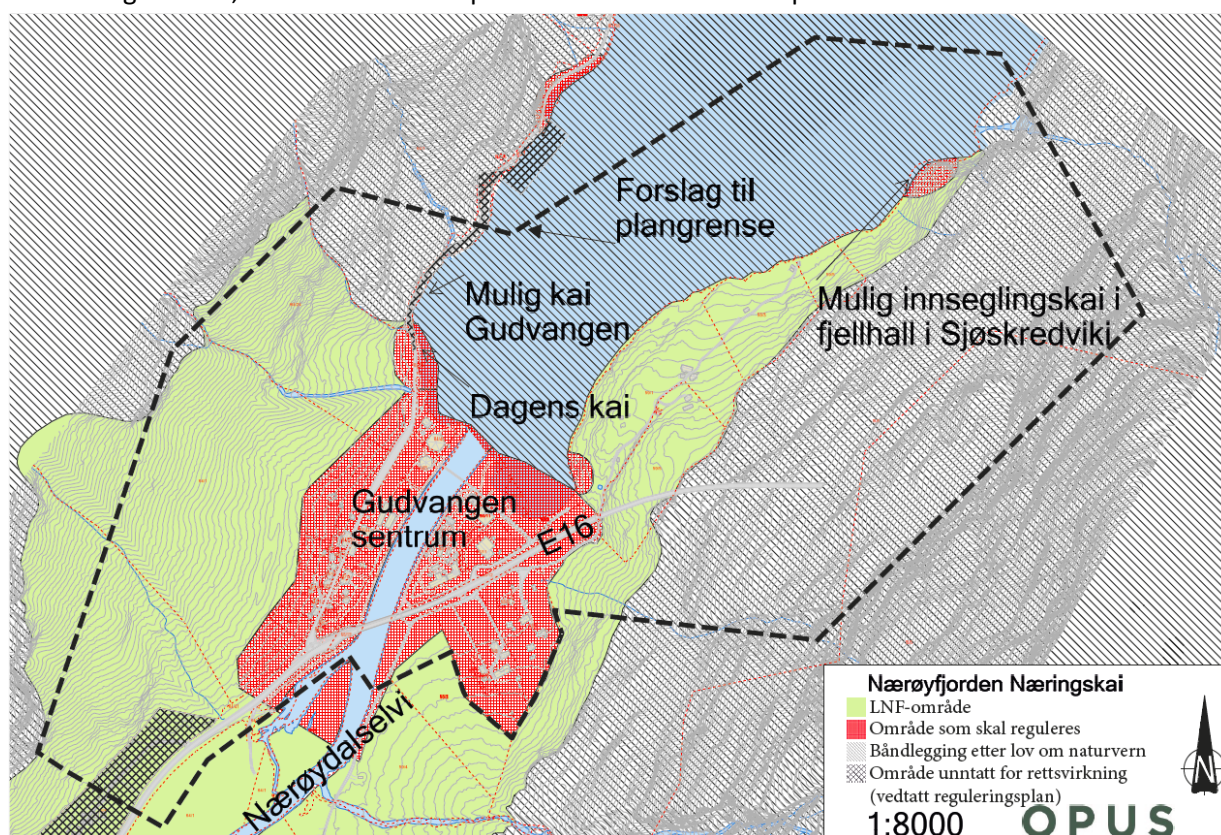 Forslag til
plangrense
Mulig kai
Gudvangen
Mulig innseglingskai i
fjellhall i Sjøskredviki
Dagens kai
Gudvangen
sentrum
E16
Nærøydalselvi
Nærøyfjorden Næringskai
LNF-område
Område som skal reguleres
Båndlegging etter lov om naturvern
Område unntatt for rettsvirkning
(vedtatt reguleringsplan)
1:8000
OPUS
N